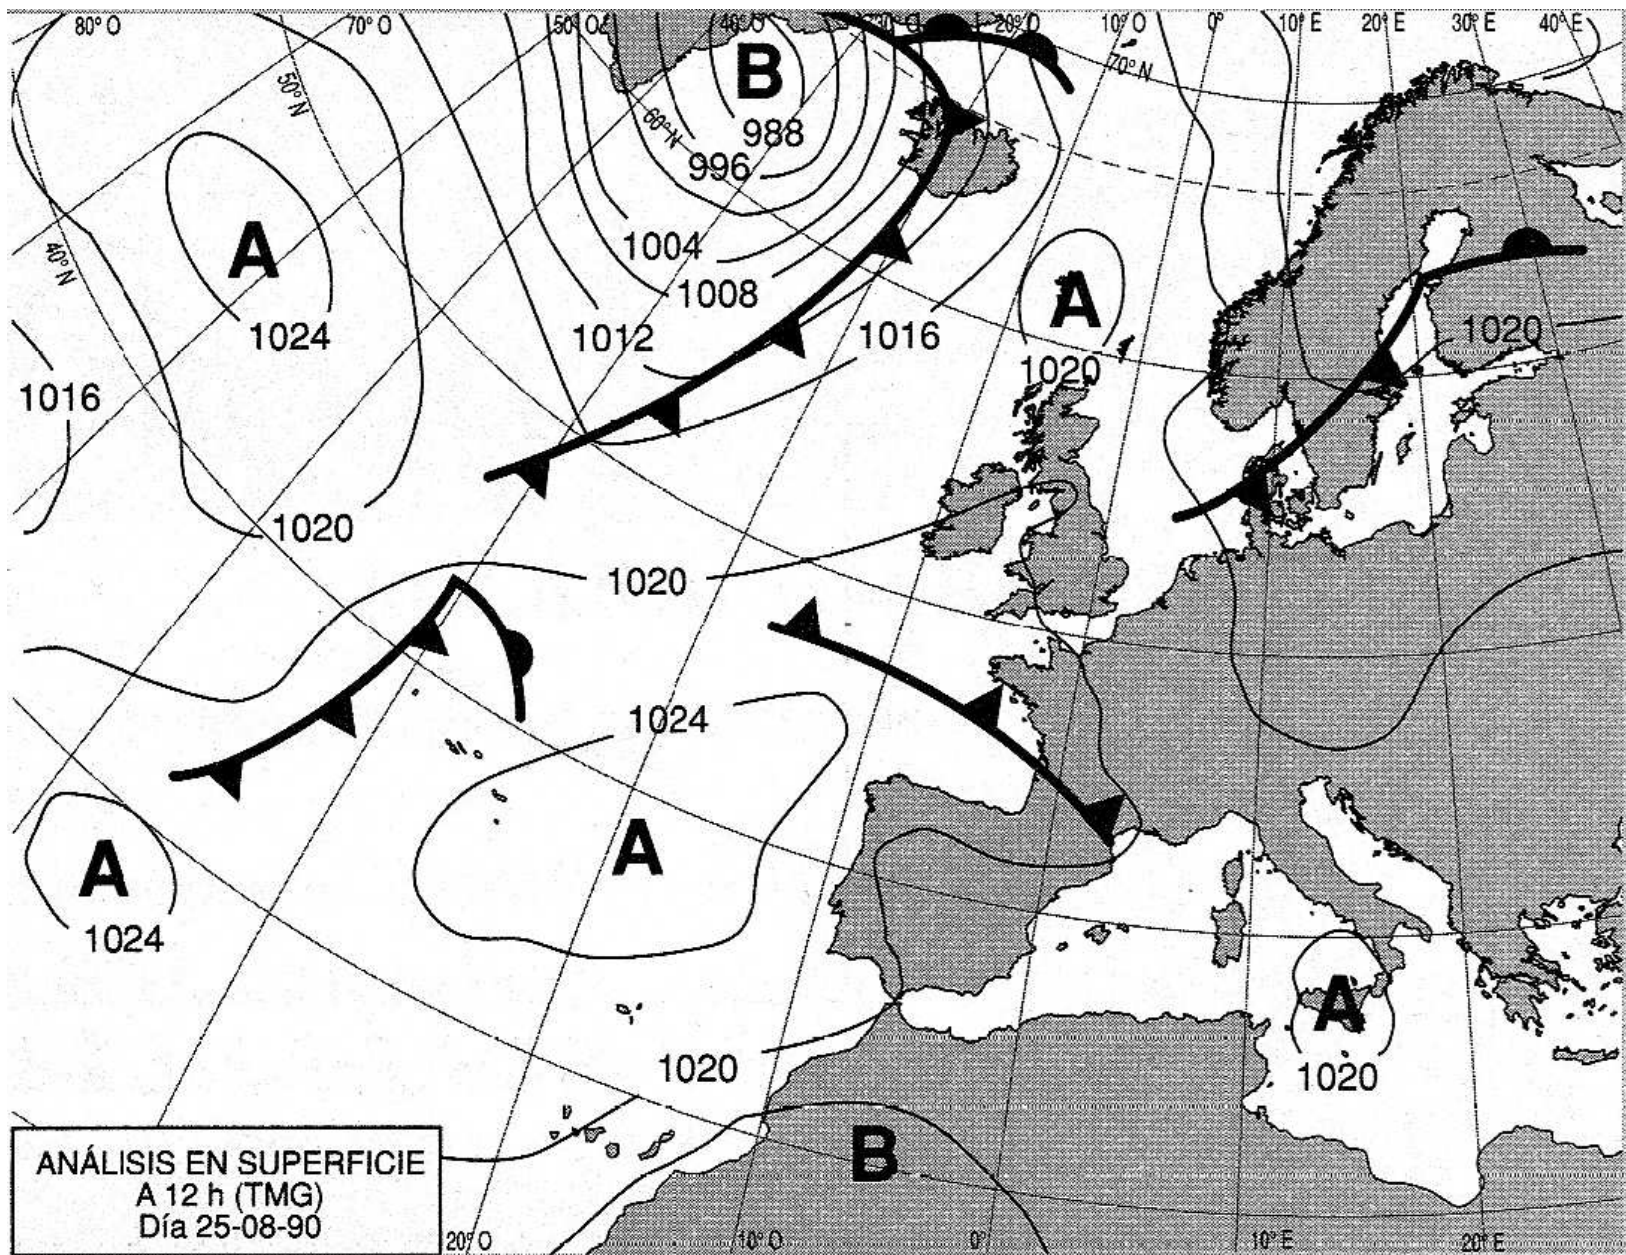 80° O 70° O 50° O 40° O 30° O 20° O 10° O 0° 10° E 20° E 30° E 40° E
B
50° N
70° N
60° N
988
996
A
1024
40° N
1004
1008
1012
1016
A
1020
1020
1016
1020
1020
1024
A
A
1024
A
1020
1020
B
ANÁLISIS EN SUPERFICIE
A 12 h (TMG)
Día 25-08-90
20° O 10° O 0° 10° E 20° E